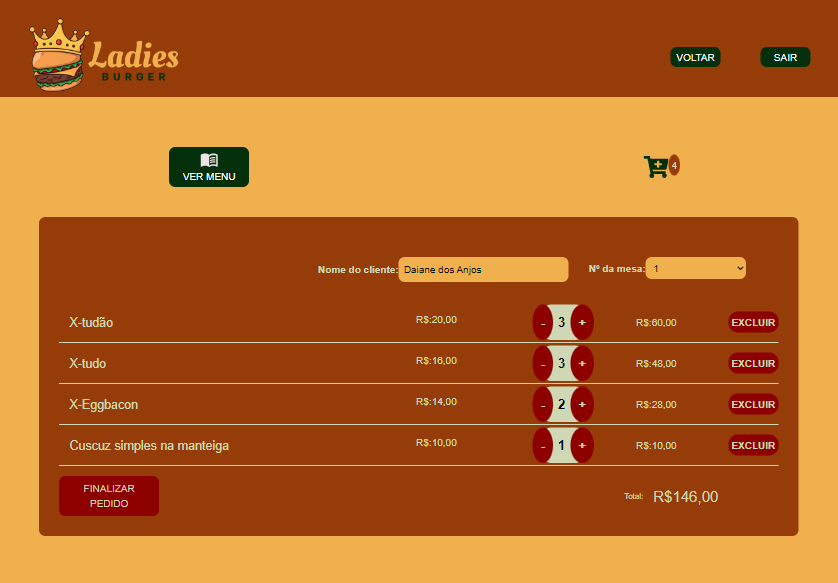 Ladies
BURGER
VOLTAR
SAIR
VER MENU
4
Nome do cliente: Daiane dos Anjos Nº da mesa: 1
X-tudão R$:20,00 - 3 + R$:60,00 EXCLUIR
X-tudo R$:16,00 - 3 + R$:48,00 EXCLUIR
X-Eggbacon R$:14,00 - 2 + R$:28,00 EXCLUIR
Cuscuz simples na manteiga R$:10,00 - 1 + R$:10,00 EXCLUIR
FINALIZAR
PEDIDO
Total: R$146,00